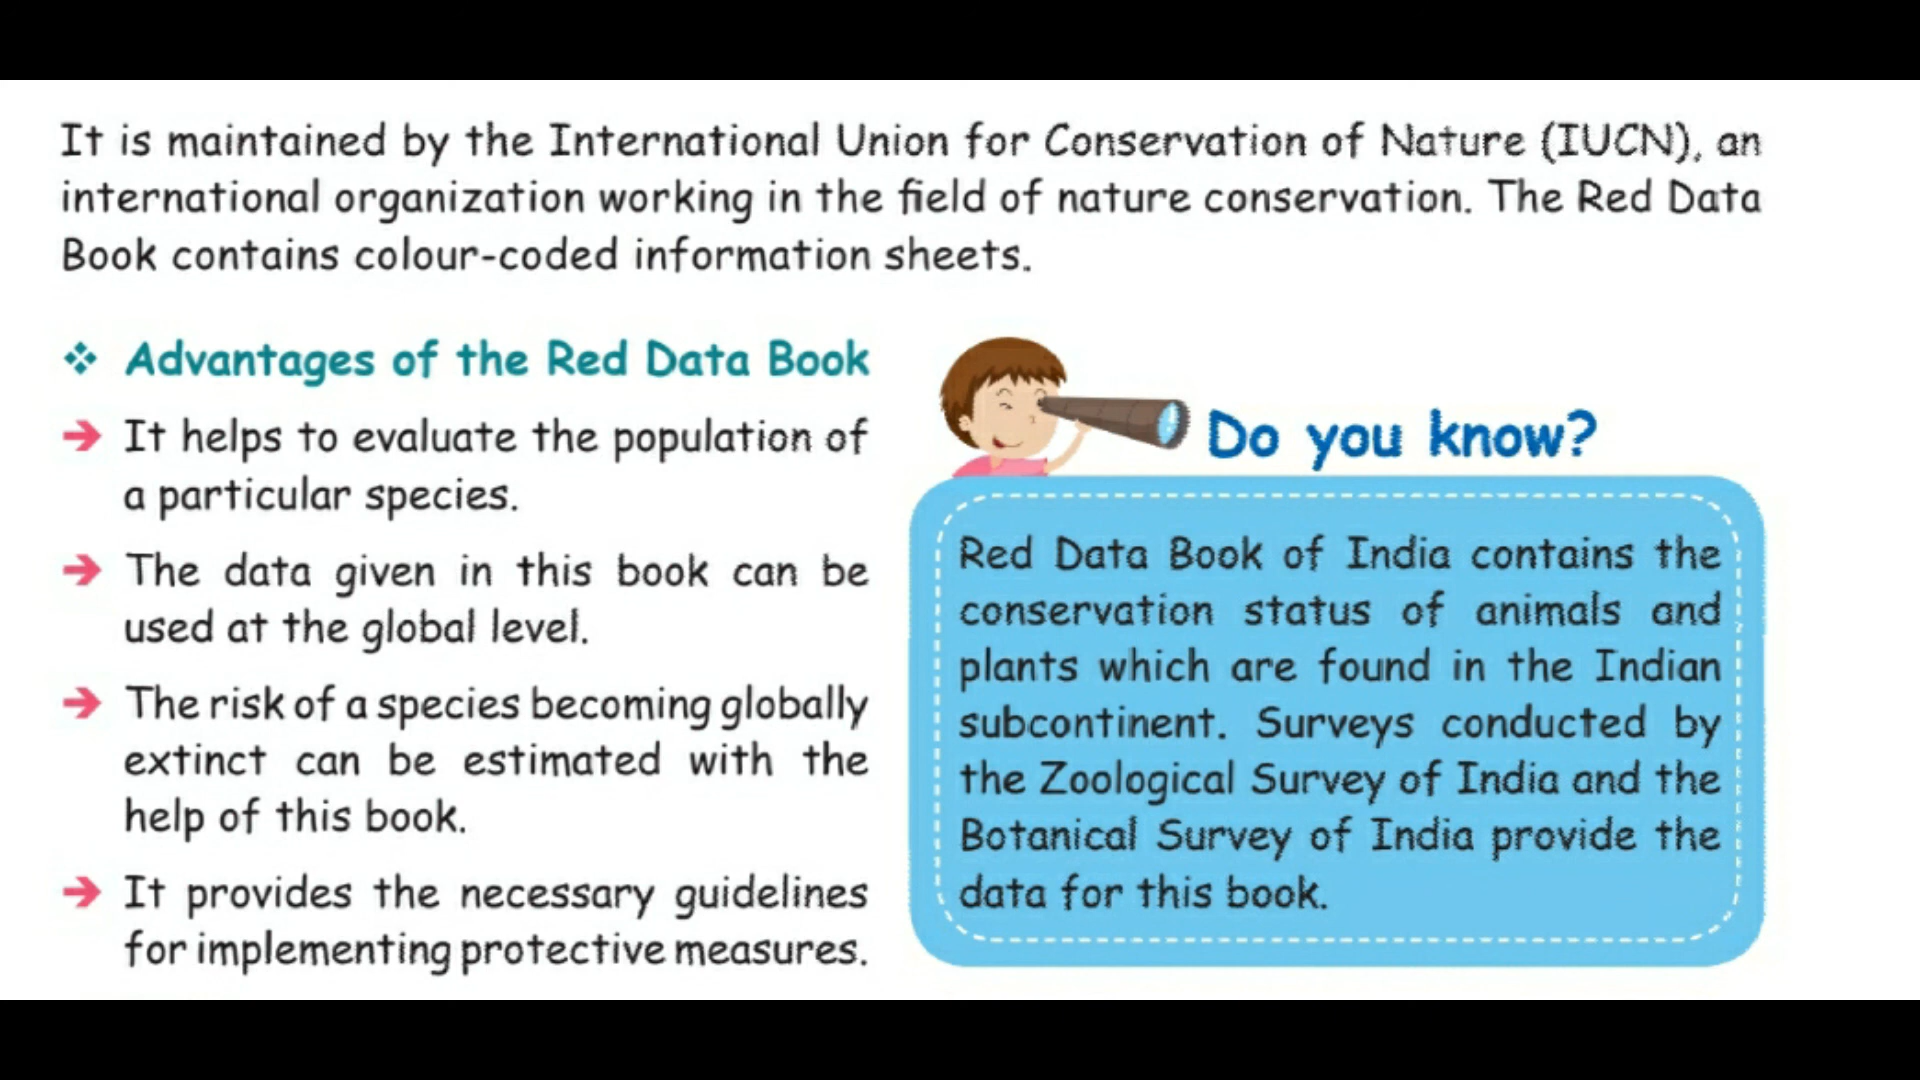 It is maintained by the International Union for Conservation of Nature (IUCN), an
international organization working in the field of nature conservation. The Red Data
Book contains colour-coded information sheets.
❖ Advantages of the Red Data Book
➔ It helps to evaluate the population of
a particular species.
➔ The data given in this book can be
used at the global level.
➔ The risk of a species becoming globally
extinct can be estimated with the
help of this book.
➔ It provides the necessary guidelines
for implementing protective measures.
Do you know?
Red Data Book of India contains the
conservation status of animals and
plants which are found in the Indian
subcontinent. Surveys conducted by
the Zoological Survey of India and the
Botanical Survey of India provide the
data for this book.